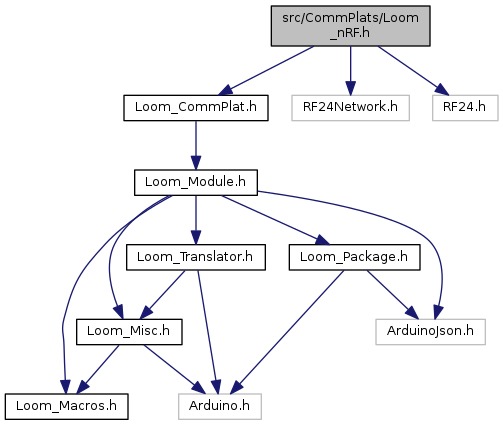 src/CommPlats/Loom
_nRF.h
Loom_CommPlat.h
RF24Network.h
RF24.h
Loom_Module.h
Loom_Translator.h
Loom_Package.h
Loom_Misc.h
ArduinoJson.h
Loom_Macros.h
Arduino.h